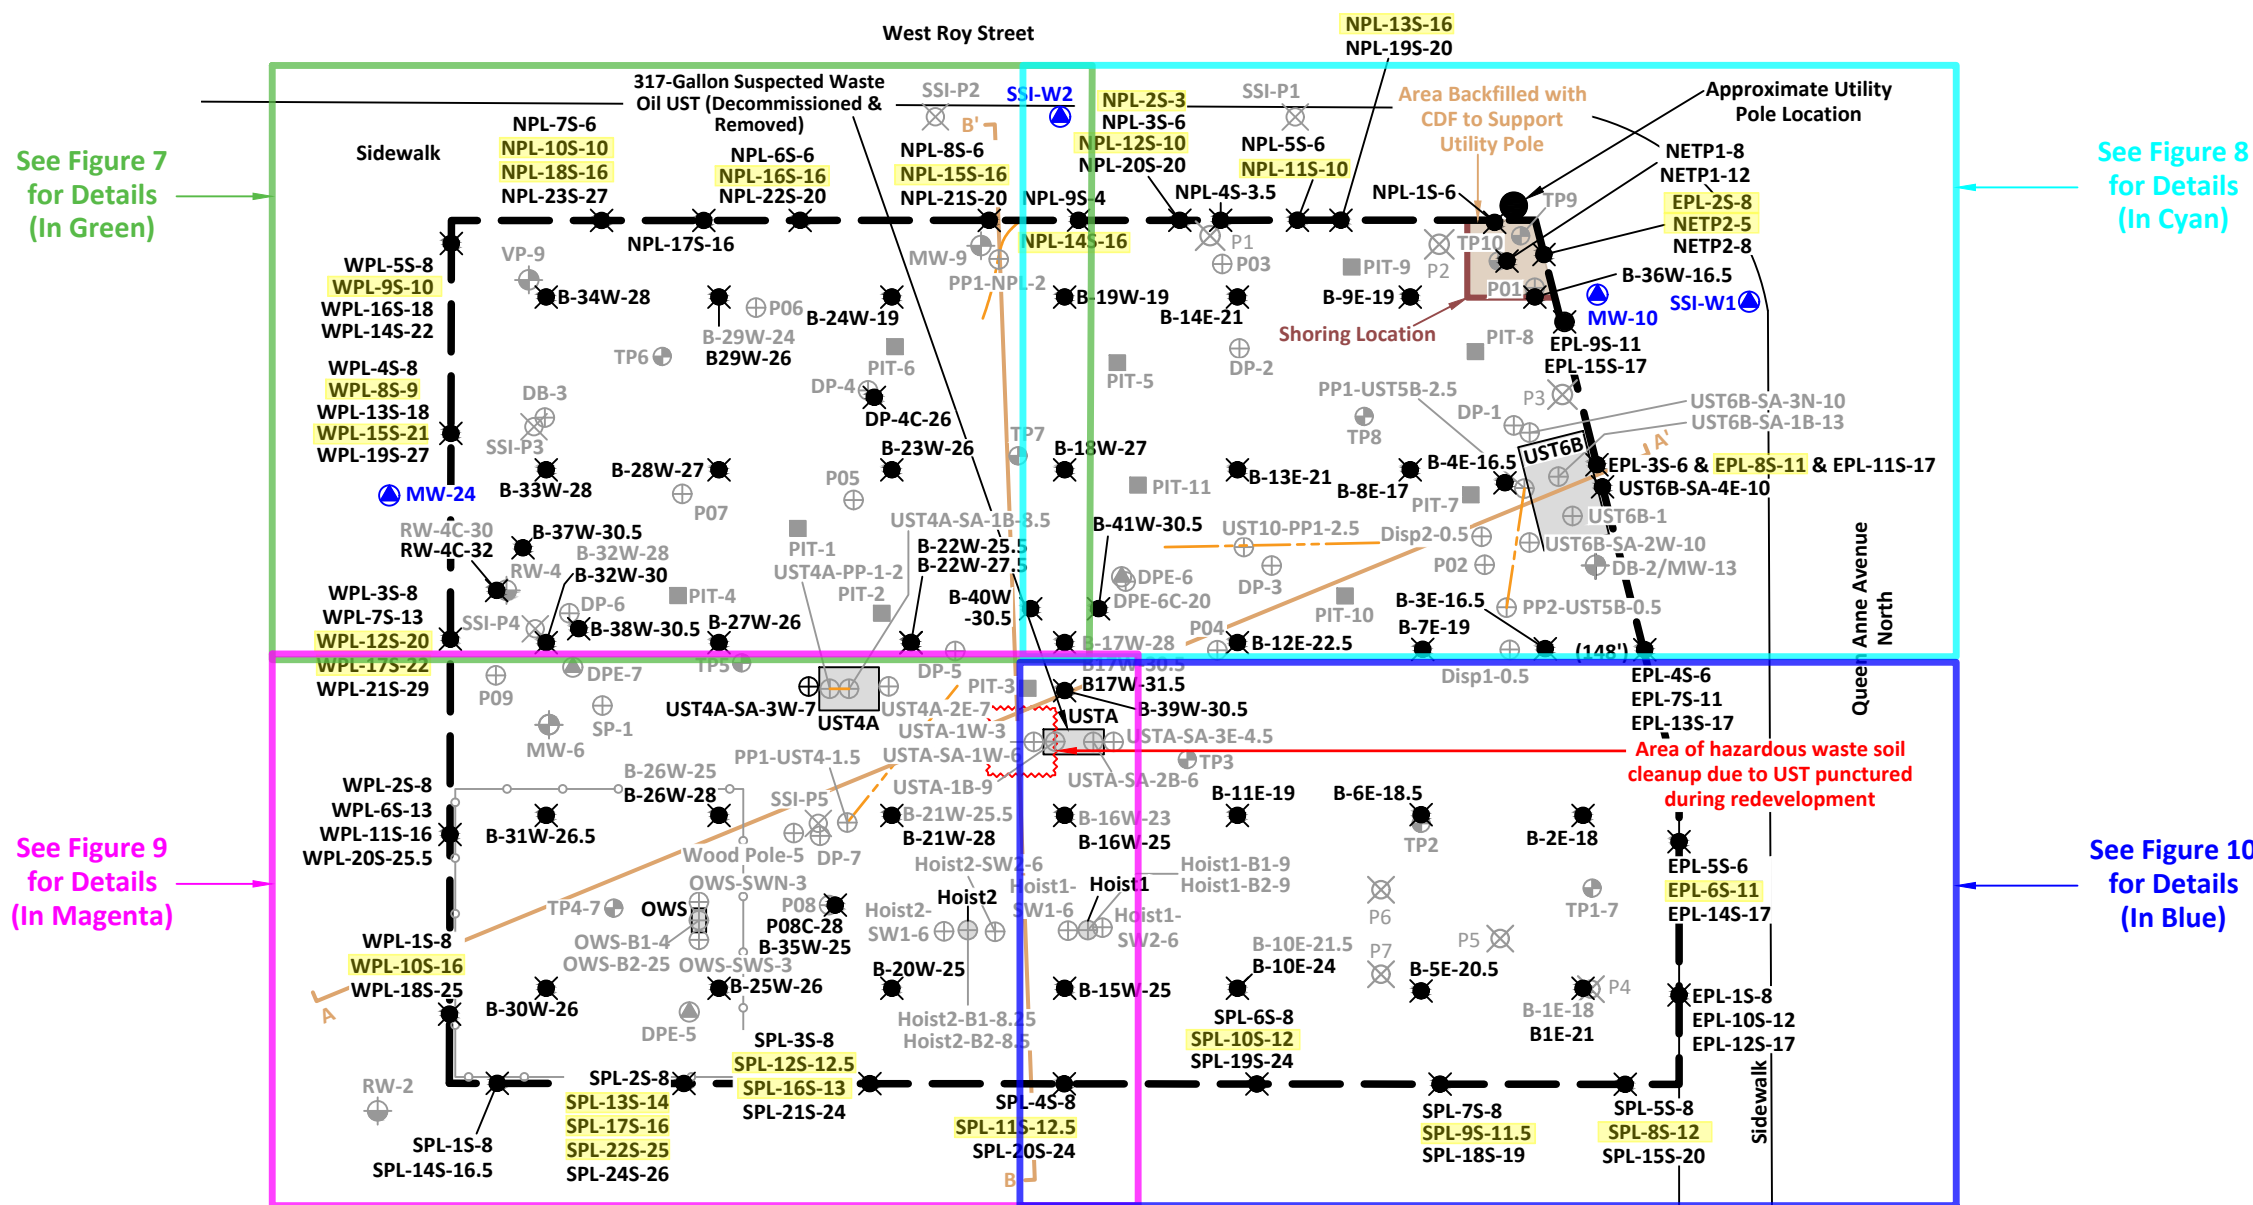 West Roy Street
NPL-13S-16
NPL-19S-20
317-Gallon Suspected Waste
Oil UST (Decommissioned &
Removed)
SSI-P2
SSI-W2
NPL-2S-3
NPL-3S-6
NPL-12S-10
NPL-20S-20
SSI-P1
NPL-5S-6
NPL-11S-10
Area Backfilled with
CDF to Support
Utility Pole
Approximate Utility
Pole Location
See Figure 7
for Details
(In Green)
See Figure 8
for Details
(In Cyan)
Sidewalk
NPL-7S-6
NPL-10S-10
NPL-18S-16
NPL-23S-27
NPL-6S-6
NPL-16S-16
NPL-22S-20
B'
NPL-8S-6
NPL-15S-16
NPL-21S-20
NPL-9S-4
NPL-4S-3.5
NPL-1S-6
NETP1-8
NETP1-12
EPL-2S-8
NETP2-5
NETP2-8
TP9
TP10
NPL-17S-16
NPL-14S-16
MW-9
PP1-NPL-2
P1
P03
PIT-9
P2
P01
B-36W-16.5
VP-9
WPL-5S-8
WPL-9S-10
WPL-16S-18
WPL-14S-22
B-34W-28
P06
B-29W-24
B29W-26
B-24W-19
B-19W-19
B-14E-21
B-9E-19
Shoring Location
MW-10
SSI-W1
EPL-9S-11
EPL-15S-17
TP6
PIT-6
PIT-5
DP-2
PIT-8
WPL-4S-8
WPL-8S-9
WPL-13S-18
WPL-15S-21
WPL-19S-27
DB-3
SSI-P3
DP-4
DP-4C-26
PP1-UST5B-2.5
TP8
DP-1
P3
UST6B-SA-3N-10
UST6B-SA-1B-13
TP7
A'
UST6B
B-33W-28
B-28W-27
B-23W-26
B-18W-27
B-13E-21
B-8E-17
B-4E-16.5
EPL-3S-6 & EPL-8S-11 & EPL-11S-17
UST6B-SA-4E-10
MW-24
P07
P05
PIT-11
PIT-7
UST6B-1
RW-4C-30
RW-4C-32
B-37W-30.5
B-32W-28
B-32W-30
RW-4
PIT-1
UST4A-SA-1B-8.5
UST4A-PP-1-2
PIT-2
B-22W-25.5
B-22W-27.5
B-41W-30.5
UST10-PP1-2.5
Disp2-0.5
UST6B-SA-2W-10
DP-3
P02
DB-2/MW-13
DPE-6
DPE-6C-20
PIT-10
PP2-UST5B-0.5
Queen Anne Avenue
North
WPL-3S-8
WPL-7S-13
WPL-12S-20
WPL-17S-22
WPL-21S-29
SSI-P4
DP-6
B-38W-30.5
PIT-4
B-27W-26
B-40W
-30.5
B-17W-28
B17W-30.5
B17W-31.5
P04
B-12E-22.5
B-7E-19
B-3E-16.5
(148')
Disp1-0.5
P09
DPE-7
TP5
DP-5
PIT-3
SP-1
MW-6
UST4A-SA-3W-7
UST4A
UST4A-2E-7
USTA-1W-3
USTA-SA-1W-6
USTA-1B-9
USTA
B-39W-30.5
USTA-SA-3E-4.5
TP3
USTA-SA-2B-6
EPL-4S-6
EPL-7S-11
EPL-13S-17
Area of hazardous waste soil
cleanup due to UST punctured
during redevelopment
WPL-2S-8
WPL-6S-13
WPL-11S-16
WPL-20S-25.5
B-31W-26.5
B-26W-25
B-26W-28
PP1-UST4-1.5
SSI-P5
DP-7
B-21W-25.5
B-21W-28
B-16W-23
B-16W-25
B-11E-19
B-6E-18.5
TP2
B-2E-18
See Figure 9
for Details
(In Magenta)
See Figure 10
for Details
(In Blue)
Wood Pole-5
OWS-SWN-3
TP4-7
OWS
OWS-B1-4
OWS-B2-25
OWS-SWS-3
P08
P08C-28
B-35W-25
Hoist2-SW2-6
Hoist2
Hoist2-
SW1-6
Hoist1-
SW1-6
Hoist1
Hoist1-B1-9
Hoist1-B2-9
Hoist1-
SW2-6
P6
P7
P5
TP1-7
EPL-5S-6
EPL-6S-11
EPL-14S-17
WPL-1S-8
WPL-10S-16
WPL-18S-25
A
B-30W-26
B-25W-26
B-20W-25
B-15W-25
B-10E-21.5
B-10E-24
B-5E-20.5
P4
B-1E-18
B1E-21
EPL-1S-8
EPL-10S-12
EPL-12S-17
DPE-5
Hoist2-B1-8.25
Hoist2-B2-8.5
SPL-6S-8
SPL-10S-12
SPL-19S-24
Sidewalk
RW-2
SPL-1S-8
SPL-14S-16.5
SPL-2S-8
SPL-13S-14
SPL-17S-16
SPL-22S-25
SPL-24S-26
SPL-3S-8
SPL-12S-12.5
SPL-16S-13
SPL-21S-24
SPL-4S-8
SPL-11S-12.5
SPL-20S-24
B
SPL-7S-8
SPL-9S-11.5
SPL-18S-19
SPL-5S-8
SPL-8S-12
SPL-15S-20